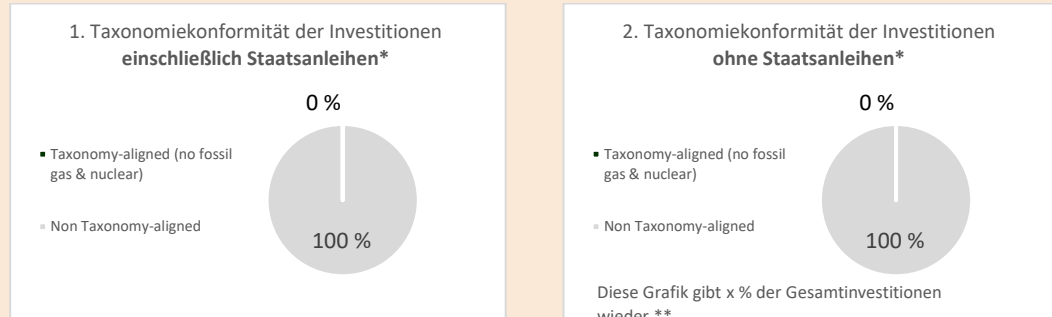 1. Taxonomiekonformität der Investitionen
einschließlich Staatsanleihen*
0 %
Taxonomy-aligned (no fossil
gas & nuclear)
Non Taxonomy-aligned
100 %
2. Taxonomiekonformität der Investitionen
ohne Staatsanleihen*
0 %
Taxonomy-aligned (no fossil
gas & nuclear)
Non Taxonomy-aligned
100 %
Diese Grafik gibt x % der Gesamtinvestitionen
wieder.**